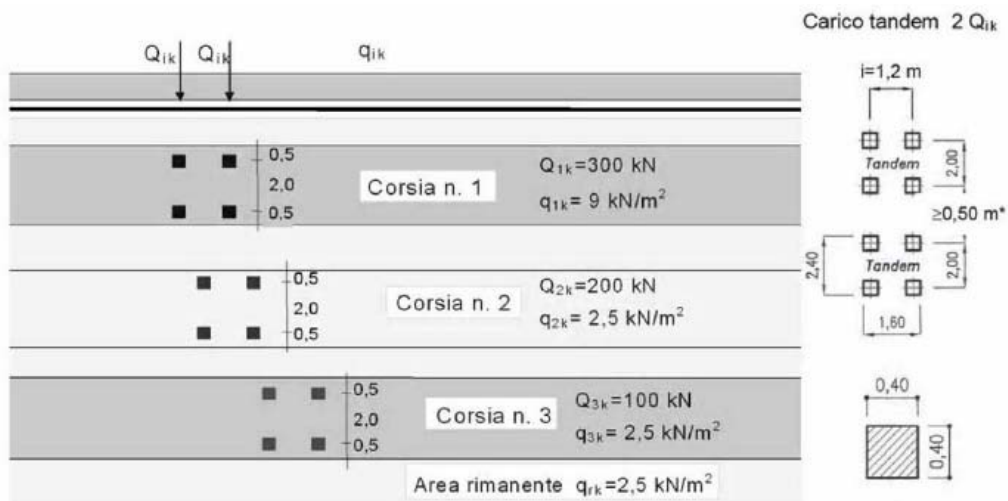 Carico tandem 2 Qik
Qik Qik qik
i=1,2 m
0,5
2,0
0,5
Corsia n. 1
Q1k=300 kN
q1k= 9 kN/m²
Tandem
2,00
≥0,50 m*
0,5
2,0
0,5
Corsia n. 2
Q2k=200 kN
q2k= 2,5 kN/m²
2,40
Tandem
2,00
1,60
0,5
2,0
0,5
Corsia n. 3
Q3k=100 kN
q3k= 2,5 kN/m²
0,40
0,40
Area rimanente qrk=2,5 kN/m²